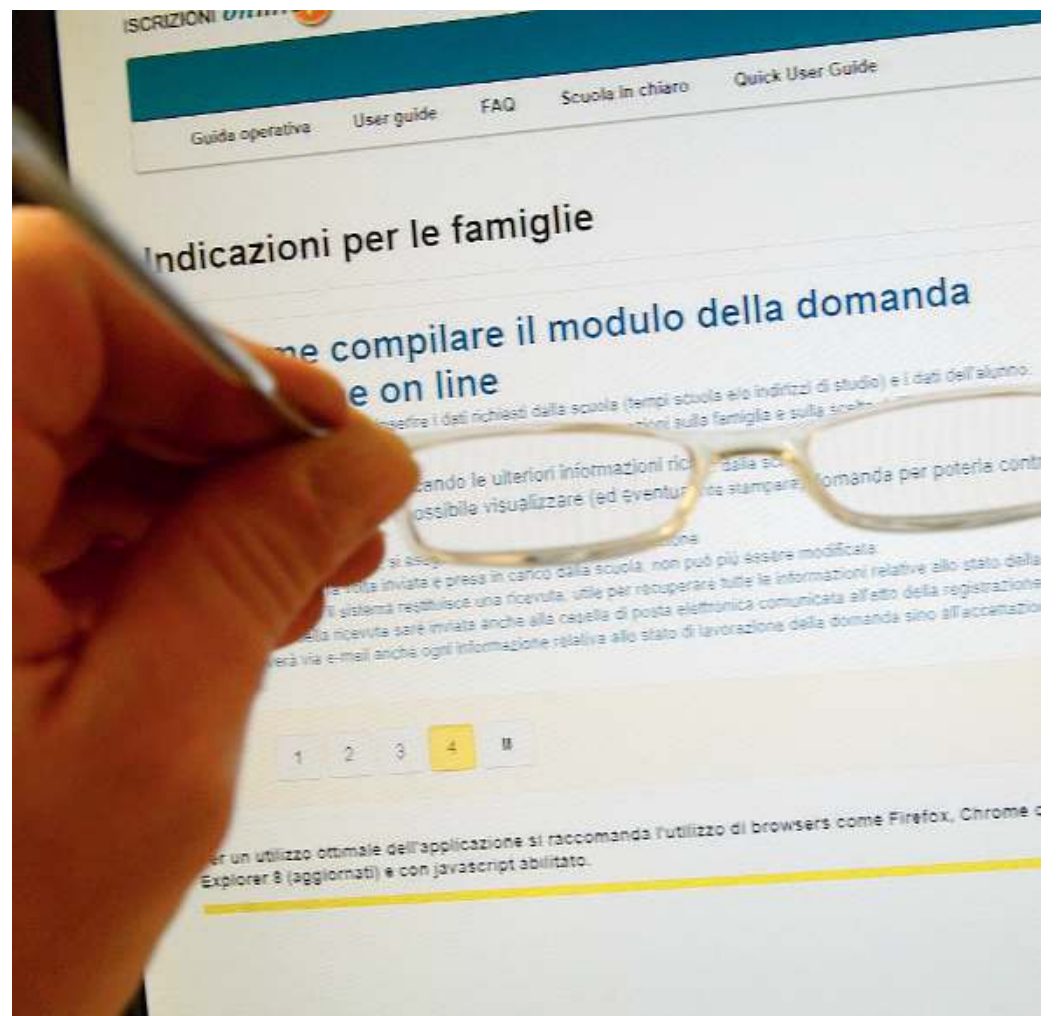 ISCRIZIONI
Guida operativa User guide FAQ Scuola in chiaro Quick User Guide
Indicazioni per le famiglie
compilare il modulo della domanda
e on line
i dati richiesti dalla scuola (tempi scuola e/o indirizzi di studio) e i dati dell'alunno.
sulla famiglia e sulla
le ulteriori informazioni dalla
visualizzare (ed stampare) domanda per poterla
si
volta inviata e presa in carico dalla scuola, non può più essere modificata.
sistema restituisce una ricevuta, utile per recuperare tutte le informazioni relative allo stato della
ricevuta sarà inviata anche alla casella di posta elettronica comunicata all'atto della registrazione
via e-mail anche ogni informazione relativa allo stato di lavorazione della domanda sino all'accettazio
1 2 3 4
er un utilizzo ottimale dell'applicazione si raccomanda l'utilizzo di browsers come Firefox, Chrome o
Explorer 8 (aggiornati) e con javascript abilitato.